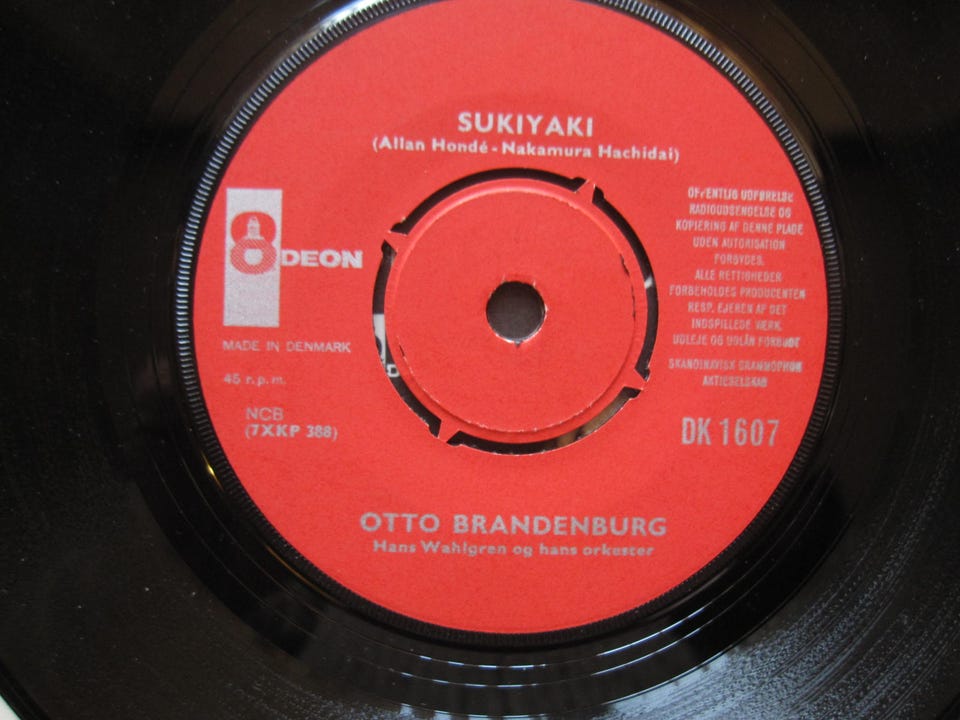 SUKIYAKI
(Allan Hondé - Nakamura Hachidai)
ODEON
MADE IN DENMARK
45 r.p.m.
NCB
(7XKP 388)
OFFENTLIG UDFØRELSE
RADIOUDSENDELSE OG
KOPIERING AF DENNE PLADE
UDEN AUTORISATION
FORBYDES.
ALLE RETTIGHEDER
FORBEHOLDES PRODUCENTEN
RESP. EJEREN AF DET
INDSPILLEDE VÆRK.
UDLEJE OG UDLÅN FORBUDT
SKANDINAVISK GRAMMOPHON
AKTIESELSKAB
DK 1607
OTTO BRANDENBURG
Hans Wahlgren og hans orkester